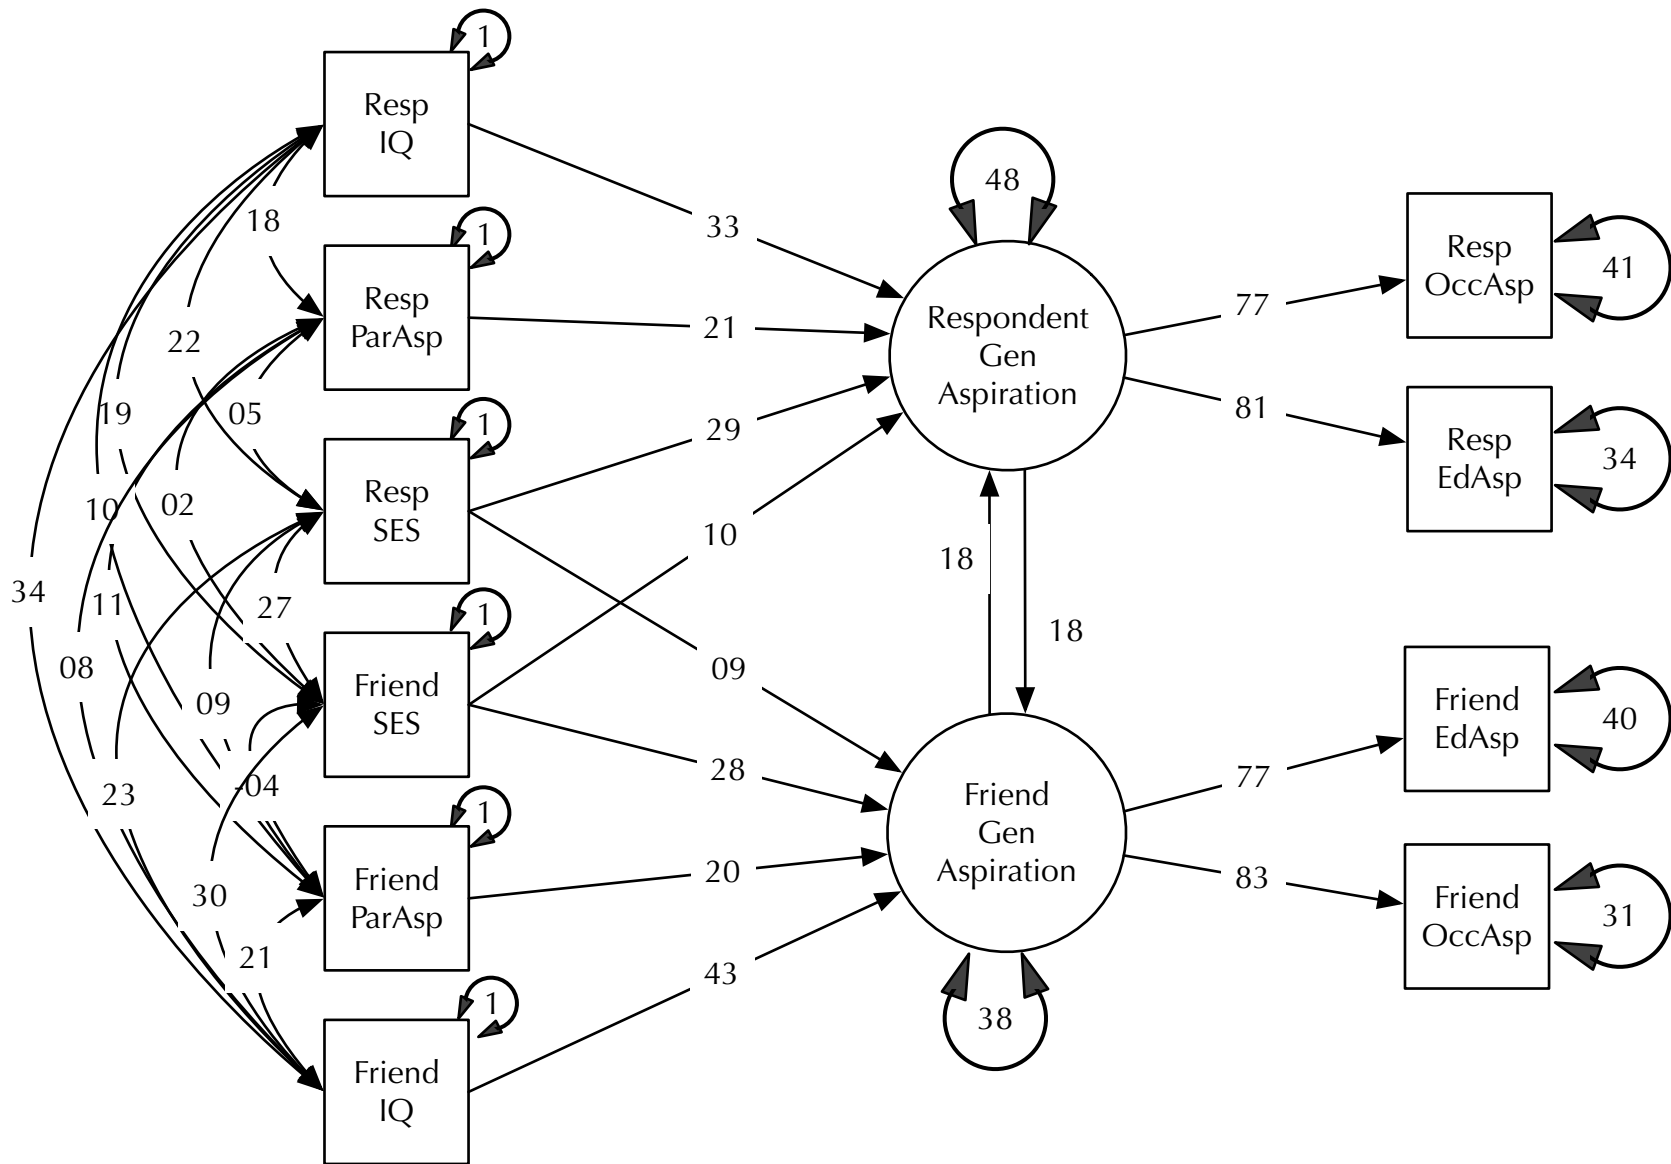 1
Resp
IQ
18
33
48
1
Resp
ParAsp
22
21
Respondent
Gen
Aspiration
77
Resp
OccAsp
41
19
05
1
29
81
Resp
EdAsp
34
10
02
Resp
SES
10
18
34
11
27
1
18
08
09
Friend
SES
09
23
-04
28
Friend
Gen
Aspiration
77
Friend
EdAsp
40
1
30
Friend
ParAsp
20
83
Friend
OccAsp
31
21
43
1
38
Friend
IQ